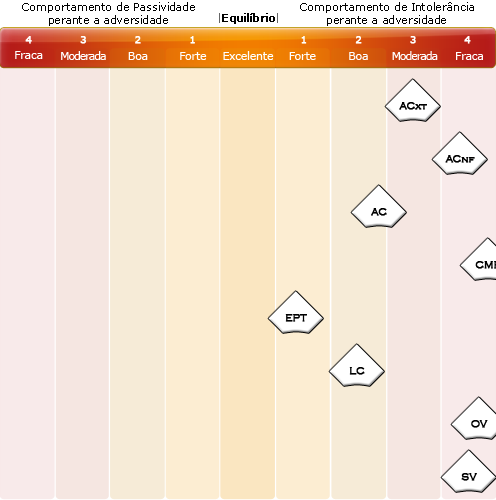 Comportamento de Passividade
perante a adversidade
|Equilíbrio|
Comportamento de Intolerância
perante a adversidade
4 3 2 1 1 2 3 4
Fraca Moderada Boa Forte Excelente Forte Boa Moderada Fraca
ACXT
ACNF
AC
EPT
LC
OV
SV